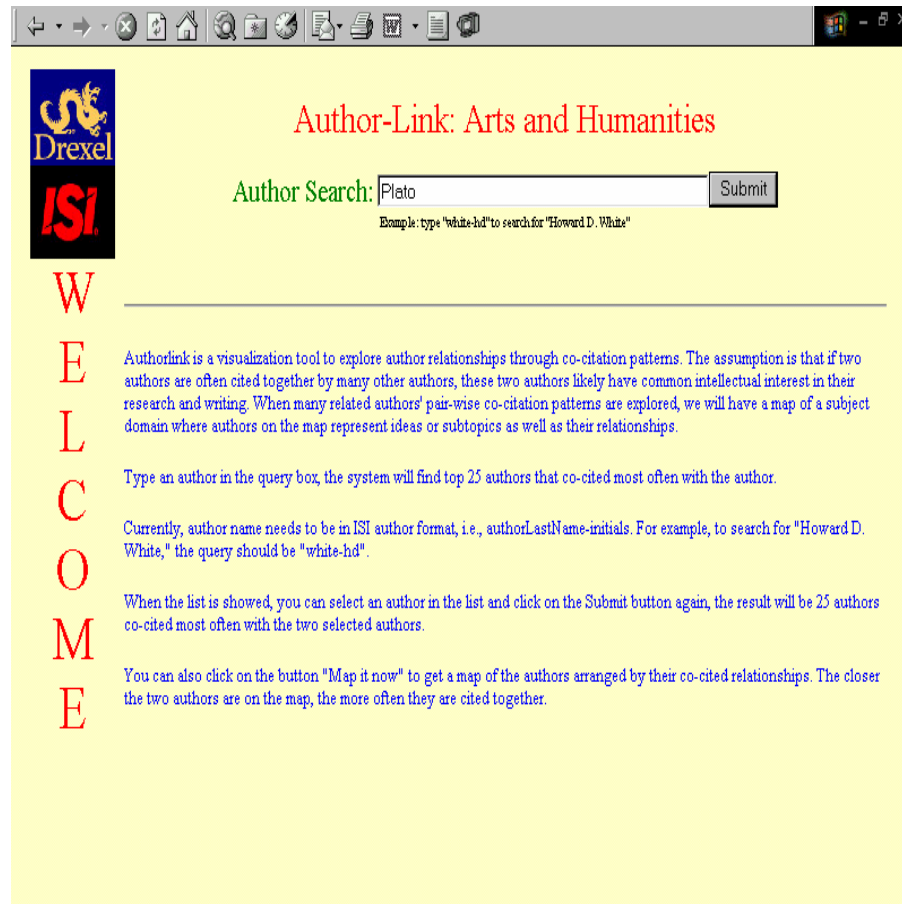 Drexel
ISI
Author-Link: Arts and Humanities
Author Search: Plato Submit
Example: type "white-hd" to search for "Howard D. White"
W
E
L
C
O
M
E
Authorlink is a visualization tool to explore author relationships through co-citation patterns. The assumption is that if two
authors are often cited together by many other authors, these two authors likely have common intellectual interest in their
research and writing. When many related authors' pair-wise co-citation patterns are explored, we will have a map of a subject
domain where authors on the map represent ideas or subtopics as well as their relationships.
Type an author in the query box, the system will find top 25 authors that co-cited most often with the author.
Currently, author name needs to be in ISI author format, i.e., authorLastName-initials. For example, to search for "Howard D.
White," the query should be "white-hd".
When the list is showed, you can select an author in the list and click on the Submit button again, the result will be 25 authors
co-cited most often with the two selected authors.
You can also click on the button "Map it now" to get a map of the authors arranged by their co-cited relationships. The closer
the two authors are on the map, the more often they are cited together.